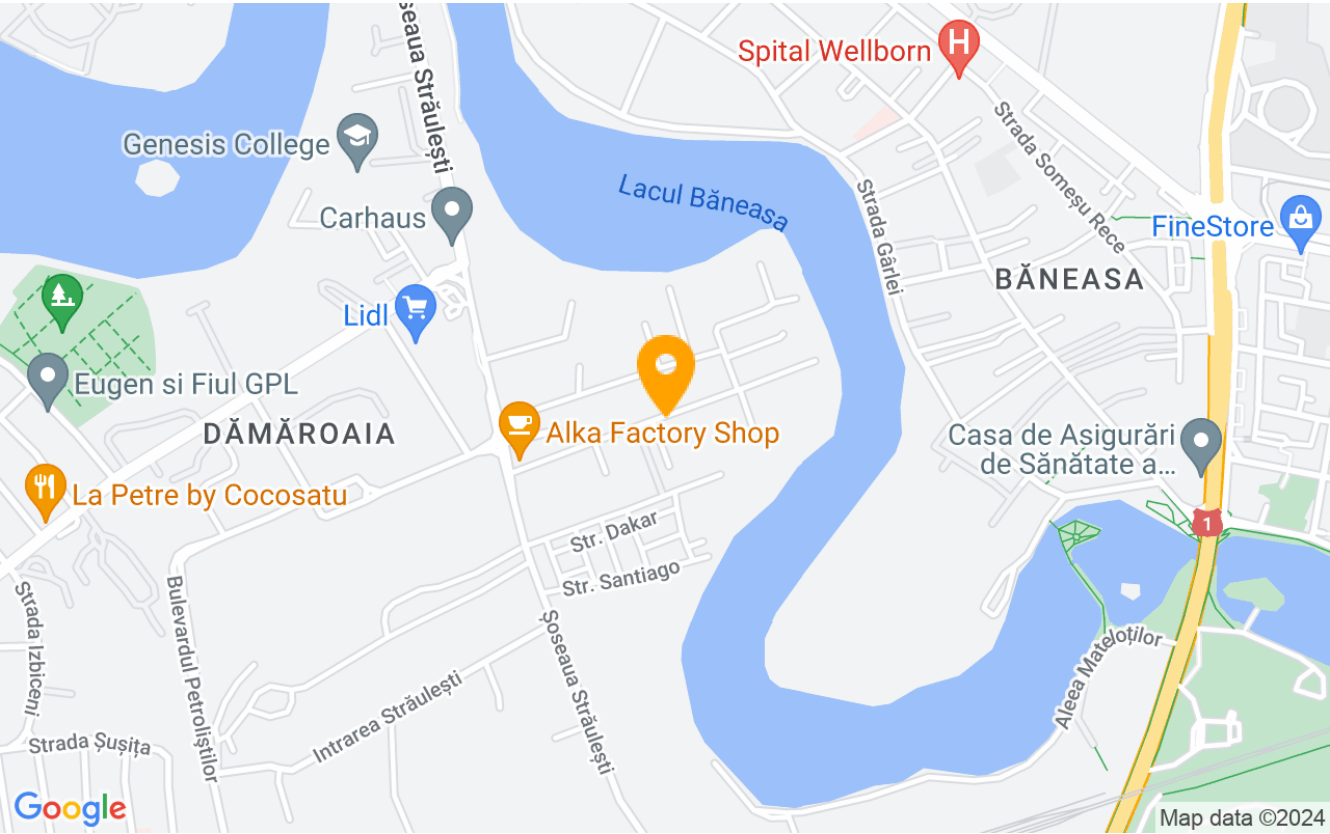 Șoseaua Străulești
Spital Wellborn
H
Genesis College
Strada Someșu Rece
Lacul Băneasa
Strada Gârlei
Carhaus
FineStore
BĂNEASA
Lidl
Eugen si Fiul GPL
DĂMĂROAIA
Alka Factory Shop
Casa de Asigurări
de Sănătate a...
La Petre by Cocosatu
1
Str. Dakar
Str. Santiago
Strada Izbiceni
Bulevardul Petroliștilor
Șoseaua Străulești
Aleea Mateloților
Intrarea Străulești
Strada Șușița
Google
Map data ©2024